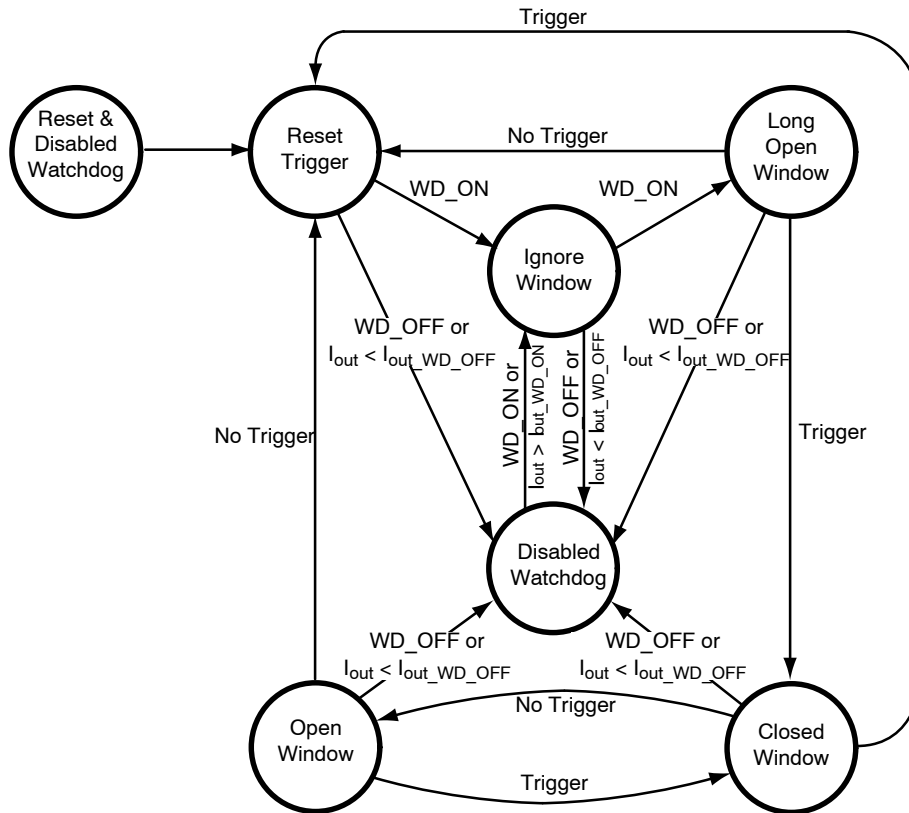 Trigger
Reset &
Disabled
Watchdog
Reset
Trigger
No Trigger
Long
Open
Window
WD_ON
WD_ON
Ignore
Window
WD_OFF or
Iout < Iout_WD_OFF
WD_ON or
Iout > Iout_WD_ON
WD_OFF or
Iout < Iout_WD_OFF
WD_OFF or
Iout < Iout_WD_OFF
No Trigger
Trigger
Disabled
Watchdog
WD_OFF or
Iout < Iout_WD_OFF
WD_OFF or
Iout < Iout_WD_OFF
No Trigger
Open
Window
Closed
Window
Trigger